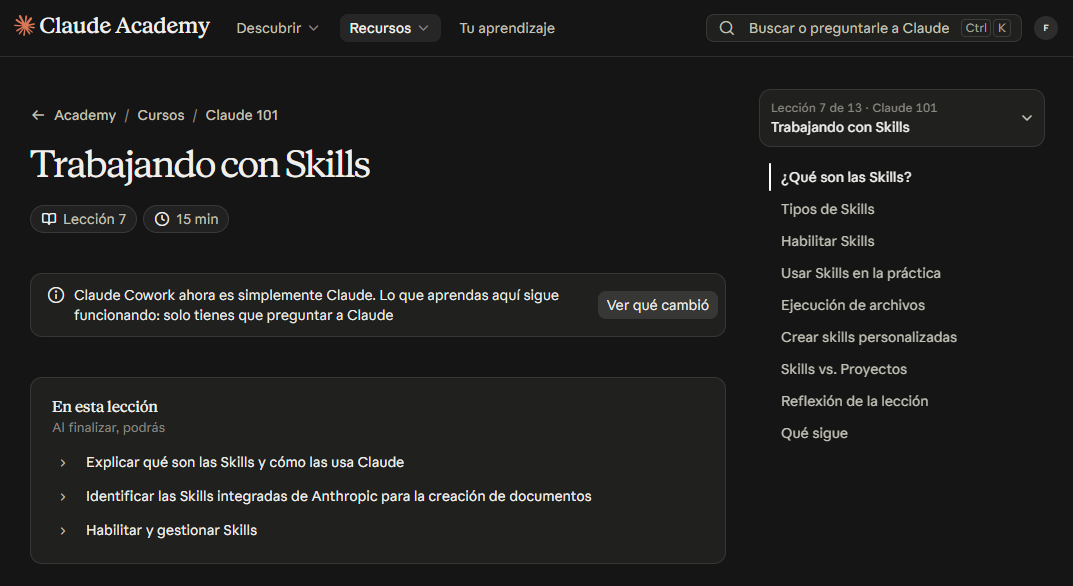 Claude Academy
Descubrir
Recursos
Tu aprendizaje
Buscar o preguntarle a Claude
Ctrl K
F
Academy / Cursos / Claude 101
Trabajando con Skills
Lección 7
15 min
Claude Cowork ahora es simplemente Claude. Lo que aprendas aquí sigue
funcionando: solo tienes que preguntar a Claude
Ver qué cambió
En esta lección
Al finalizar, podrás
Explicar qué son las Skills y cómo las usa Claude
Identificar las Skills integradas de Anthropic para la creación de documentos
Habilitar y gestionar Skills
Lección 7 de 13 · Claude 101
Trabajando con Skills
¿Qué son las Skills?
Tipos de Skills
Habilitar Skills
Usar Skills en la práctica
Ejecución de archivos
Crear skills personalizadas
Skills vs. Proyectos
Reflexión de la lección
Qué sigue